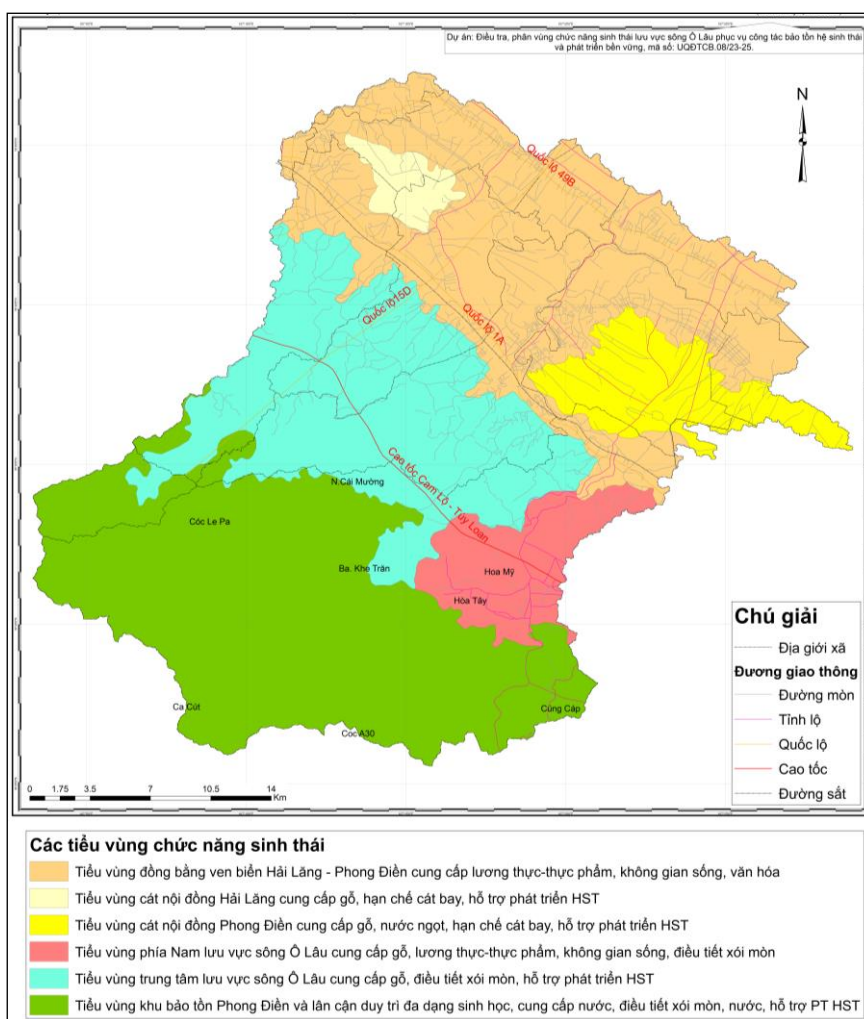 Dự án: Điều tra, phân vùng chức năng sinh thái lưu vực sông Ô Lâu phục vụ công tác bảo tồn hệ sinh thái
và phát triển bền vững, mã số: UQĐTCB.08/23-25.
N
Quốc lộ 49B
Quốc lộ 15D
Quốc lộ 1A
Cao tốc Cam Lộ - Túy Loan
N.Cái Mường
Cóc Le Pa
Ba. Khe Trăn
Hoa Mỹ
Hòa Tây
Ca Cút
Cùng Cáp
Coc A30
0 1.75 3.5 7 10.5 14
Km
Chú giải
Địa giới xã
Đương giao thông
Đường mòn
Tỉnh lộ
Quốc lộ
Cao tốc
Đường sắt
Các tiểu vùng chức năng sinh thái
Tiểu vùng đồng bằng ven biển Hải Lăng - Phong Điền cung cấp lương thực-thực phẩm, không gian sống, văn hóa
Tiểu vùng cát nội đồng Hải Lăng cung cấp gỗ, hạn chế cát bay, hỗ trợ phát triển HST
Tiểu vùng cát nội đồng Phong Điền cung cấp gỗ, nước ngọt, hạn chế cát bay, hỗ trợ phát triển HST
Tiểu vùng phía Nam lưu vực sông Ô Lâu cung cấp gỗ, lương thực-thực phẩm, không gian sống, điều tiết xói mòn
Tiểu vùng trung tâm lưu vực sông Ô Lâu cung cấp gỗ, điều tiết xói mòn, hỗ trợ phát triển HST
Tiểu vùng khu bảo tồn Phong Điền và lân cận duy trì đa dạng sinh học, cung cấp nước, điều tiết xói mòn, nước, hỗ trợ PT HST